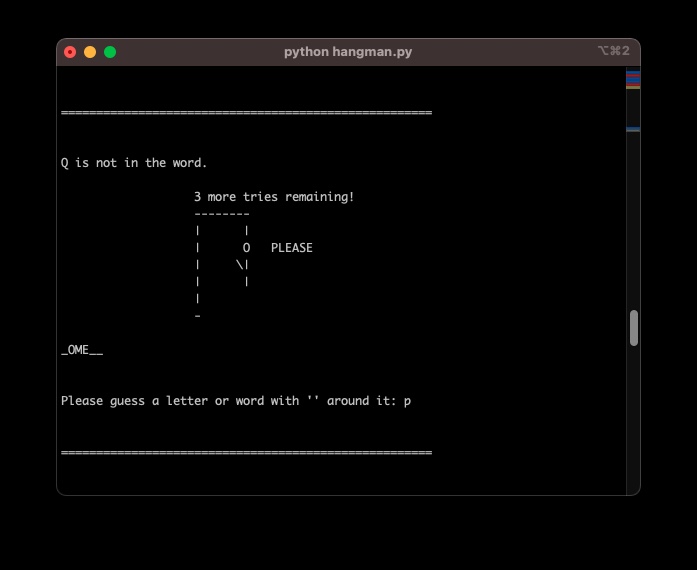 python hangman.py
⌥⌘2
=====================================================
Q is not in the word.
3 more tries remaining!
--------
|      |
|      O   PLEASE
|     \|
|      |
|
-
_OME__
Please guess a letter or word with '' around it: p
=====================================================